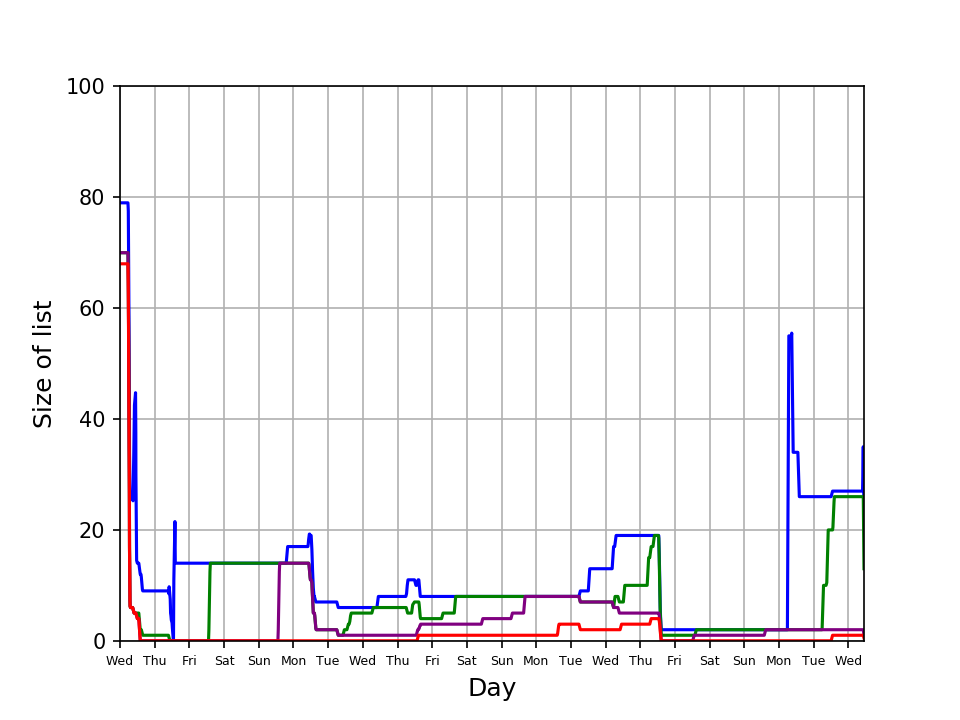 100
80
60
40
20
0
Size of list
Wed Thu Fri Sat Sun Mon Tue Wed Thu Fri Sat Sun Mon Tue Wed Thu Fri Sat Sun Mon Tue Wed
Day